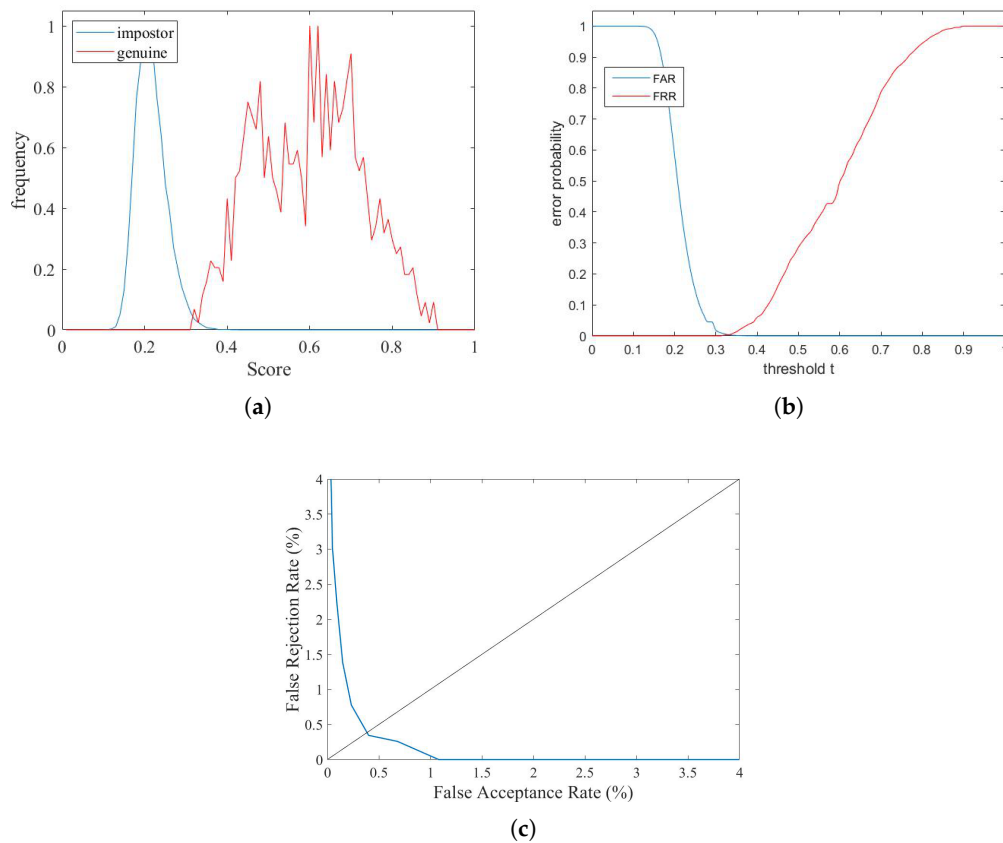 impostor
genuine
1
0.8
0.6
0.4
0.2
0
frequency
0 0.2 0.4 0.6 0.8 1
Score
(a)
FAR
FRR
1
0.9
0.8
0.7
0.6
0.5
0.4
0.3
0.2
0.1
0
error probability
0 0.1 0.2 0.3 0.4 0.5 0.6 0.7 0.8 0.9
threshold t
(b)
4
3.5
3
2.5
2
1.5
1
0.5
0
False Rejection Rate (%)
0 0.5 1 1.5 2 2.5 3 3.5 4
False Acceptance Rate (%)
(c)